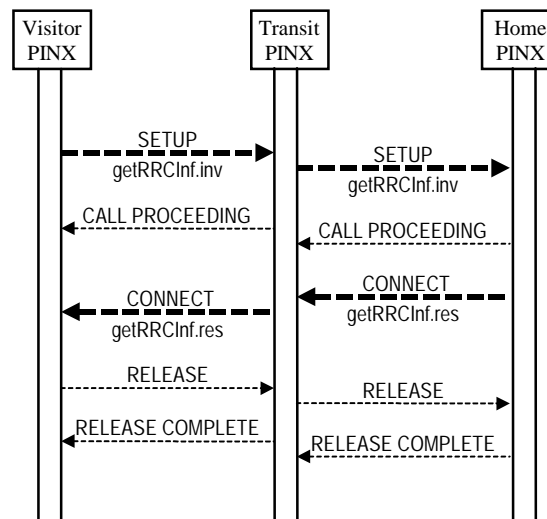 Visitor
PINX
Transit
PINX
Home
PINX
SETUP
getRRCInf.inv
SETUP
getRRCInf.inv
CALL PROCEEDING
CALL PROCEEDING
CONNECT
getRRCInf.res
CONNECT
getRRCInf.res
RELEASE
RELEASE
RELEASE COMPLETE
RELEASE COMPLETE